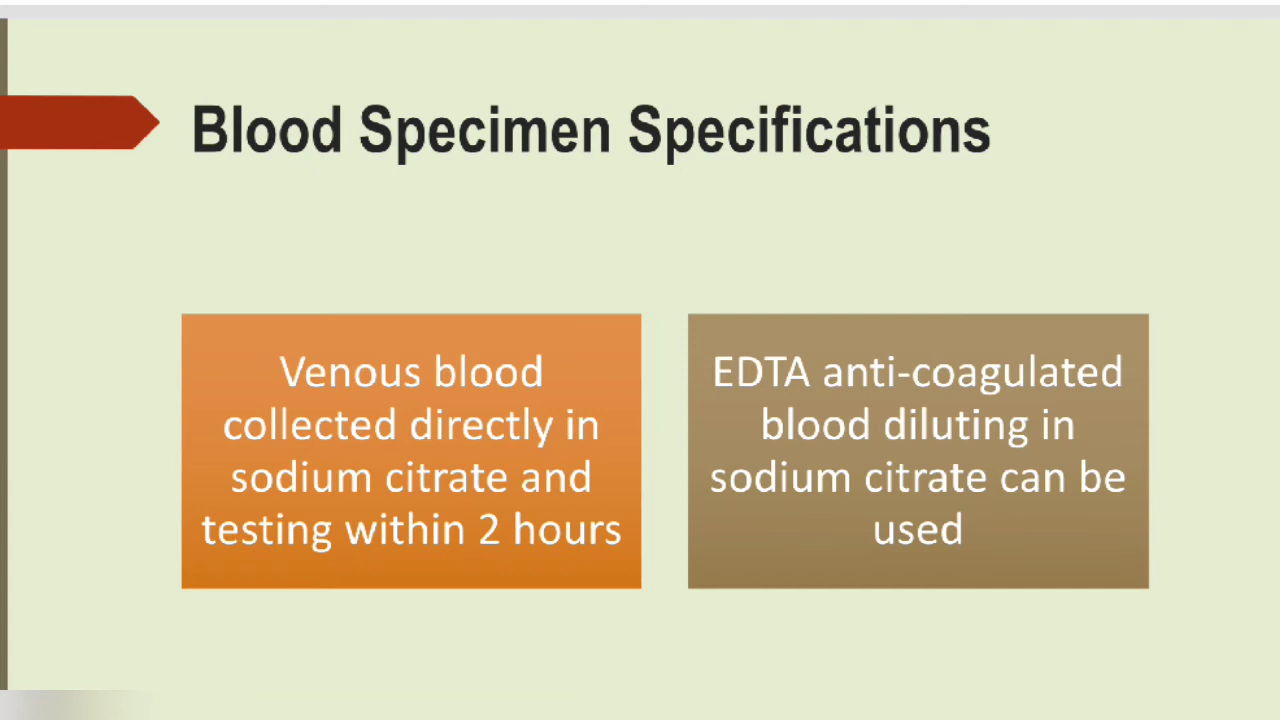 Blood Specimen Specifications
Venous blood
collected directly in
sodium citrate and
testing within 2 hours
EDTA anti-coagulated
blood diluting in
sodium citrate can be
used